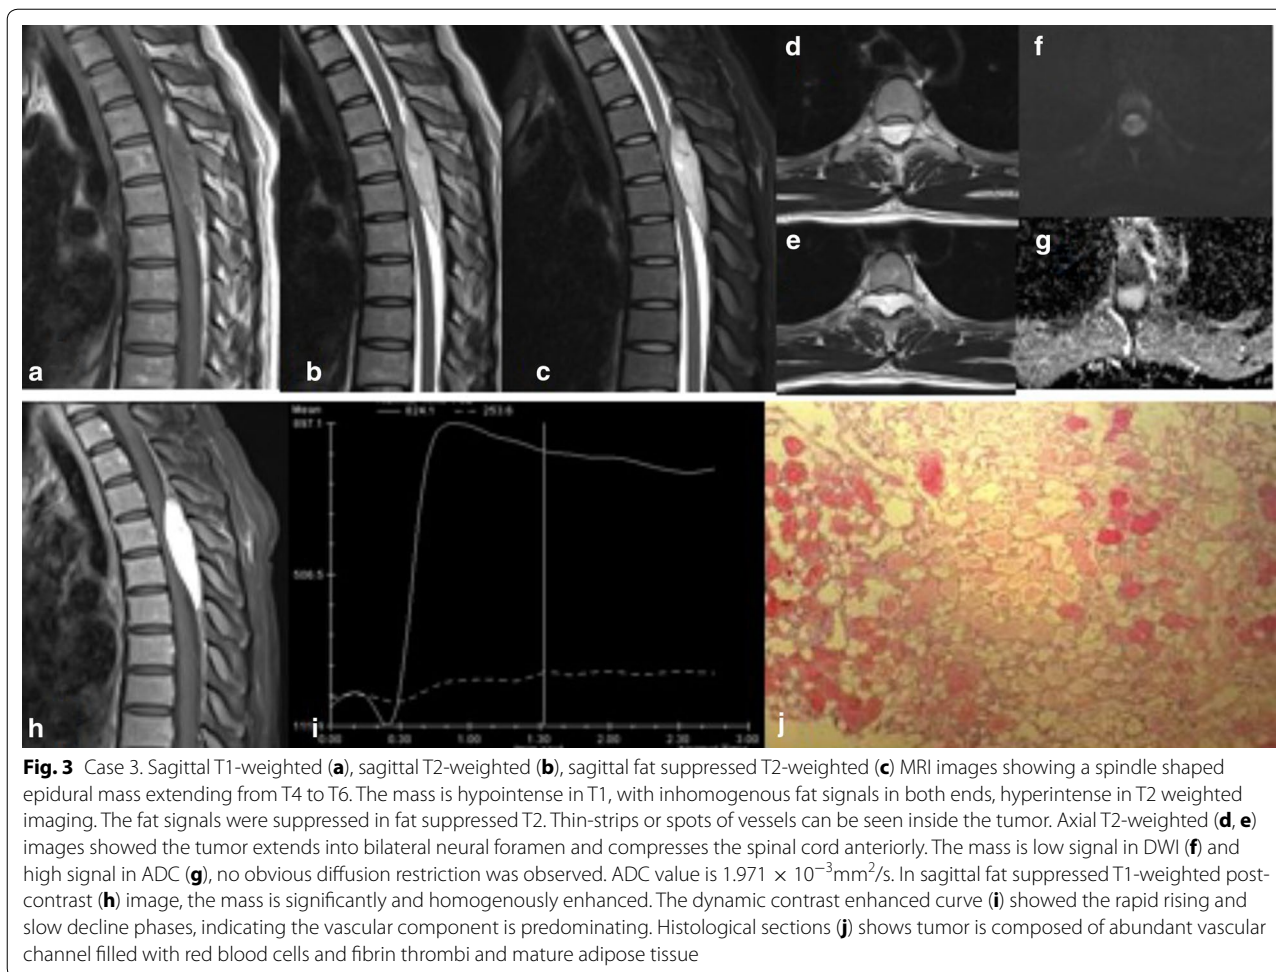 a
b
c
d
e
f
g
h
i
j
Mean
824.1
253.6
506.5
0:00
0:30
1:00
2:00
2:30
3:00
Fig. 3 Case 3. Sagittal T1-weighted (a), sagittal T2-weighted (b), sagittal fat suppressed T2-weighted (c) MRI images showing a spindle shaped
epidural mass extending from T4 to T6. The mass is hypointense in T1, with inhomogenous fat signals in both ends, hyperintense in T2 weighted
imaging. The fat signals were suppressed in fat suppressed T2. Thin-strips or spots of vessels can be seen inside the tumor. Axial T2-weighted (d, e)
images showed the tumor extends into bilateral neural foramen and compresses the spinal cord anteriorly. The mass is low signal in DWI (f) and
high signal in ADC (g), no obvious diffusion restriction was observed. ADC value is 1.971 × 10⁻³mm²/s. In sagittal fat suppressed T1-weighted post-
contrast (h) image, the mass is significantly and homogenously enhanced. The dynamic contrast enhanced curve (i) showed the rapid rising and
slow decline phases, indicating the vascular component is predominating. Histological sections (j) shows tumor is composed of abundant vascular
channel filled with red blood cells and fibrin thrombi and mature adipose tissue